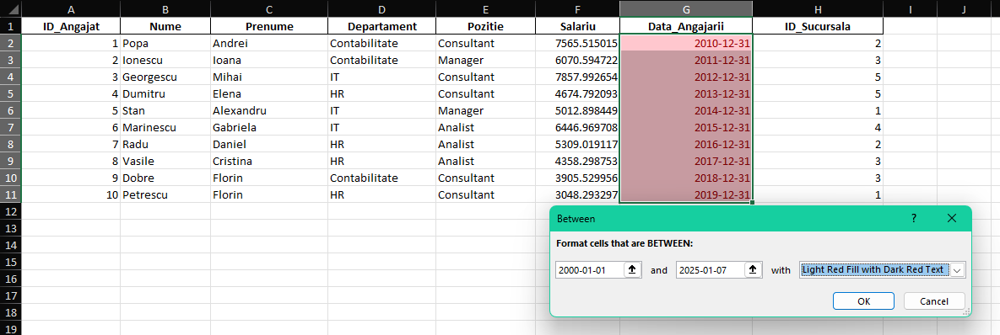 A B C D E F G H I J
1 ID_Angajat Nume Prenume Departament Pozitie Salariu Data_Angajarii ID_Sucursala
2 1 Popa Andrei Contabilitate Consultant 7565.515015 2010-12-31 2
3 2 Ionescu Ioana Contabilitate Manager 6070.594722 2011-12-31 3
4 3 Georgescu Mihai IT Consultant 7857.992654 2012-12-31 5
5 4 Dumitru Elena HR Consultant 4674.792093 2013-12-31 5
6 5 Stan Alexandru IT Manager 5012.898449 2014-12-31 1
7 6 Marinescu Gabriela IT Analist 6446.969708 2015-12-31 4
8 7 Radu Daniel HR Analist 5309.019117 2016-12-31 2
9 8 Vasile Cristina HR Analist 4358.298753 2017-12-31 3
10 9 Dobre Florin Contabilitate Consultant 3905.529956 2018-12-31 3
11 10 Petrescu Florin HR Consultant 3048.293297 2019-12-31 1
12
13
14
15
16
17
18
19
Between ?
Format cells that are BETWEEN:
2000-01-01 and 2025-01-07 with Light Red Fill with Dark Red Text
OK Cancel